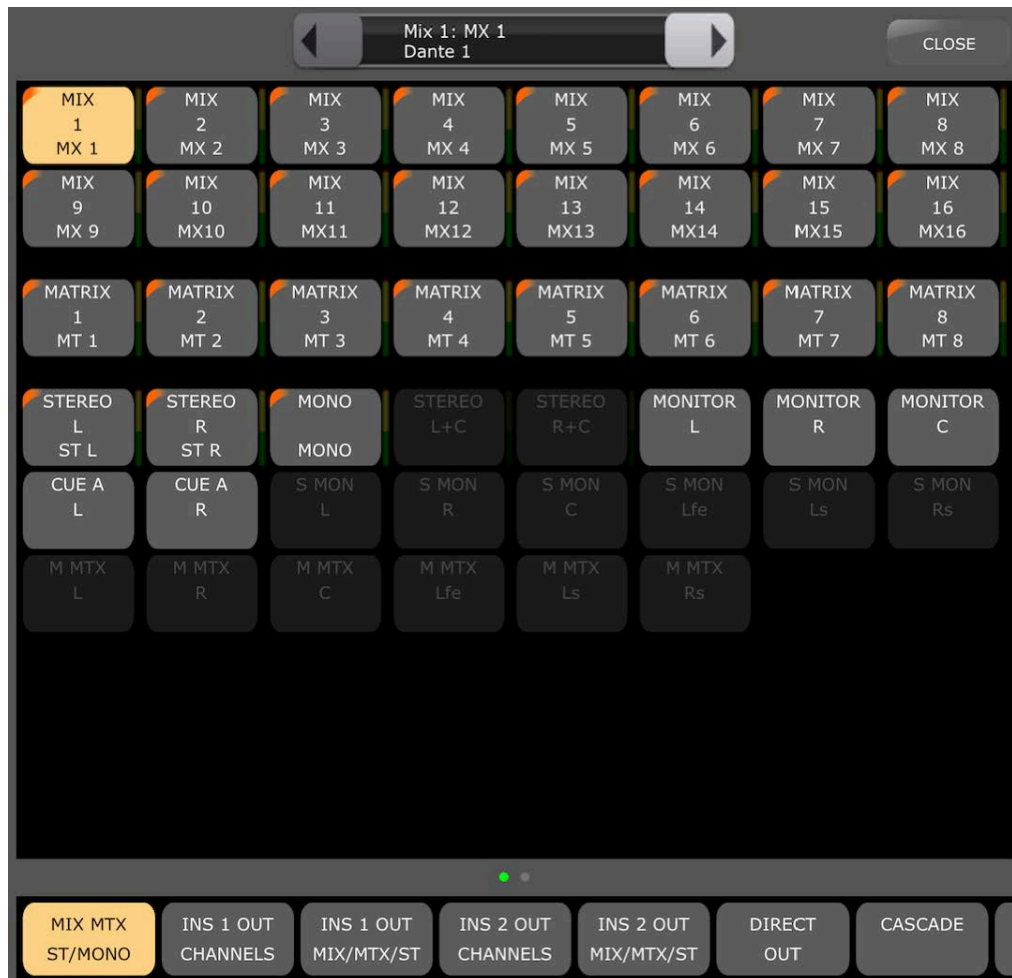 Mix 1: MX 1
Dante 1
CLOSE
MIX MIX MIX MIX MIX MIX MIX MIX
1 2 3 4 5 6 7 8
MX 1 MX 2 MX 3 MX 4 MX 5 MX 6 MX 7 MX 8
MIX MIX MIX MIX MIX MIX MIX MIX
9 10 11 12 13 14 15 16
MX 9 MX10 MX11 MX12 MX13 MX14 MX15 MX16
MATRIX MATRIX MATRIX MATRIX MATRIX MATRIX MATRIX MATRIX
1 2 3 4 5 6 7 8
MT 1 MT 2 MT 3 MT 4 MT 5 MT 6 MT 7 MT 8
STEREO STEREO MONO STEREO STEREO MONITOR MONITOR MONITOR
L R L+C R+C L R C
ST L ST R MONO
CUE A CUE A S MON S MON S MON S MON S MON S MON
L R L R C Lfe Ls Rs
M MTX M MTX M MTX M MTX M MTX M MTX
L R C Lfe Ls Rs
MIX MTX INS 1 OUT INS 1 OUT INS 2 OUT INS 2 OUT DIRECT CASCADE
ST/MONO CHANNELS MIX/MTX/ST CHANNELS MIX/MTX/ST OUT